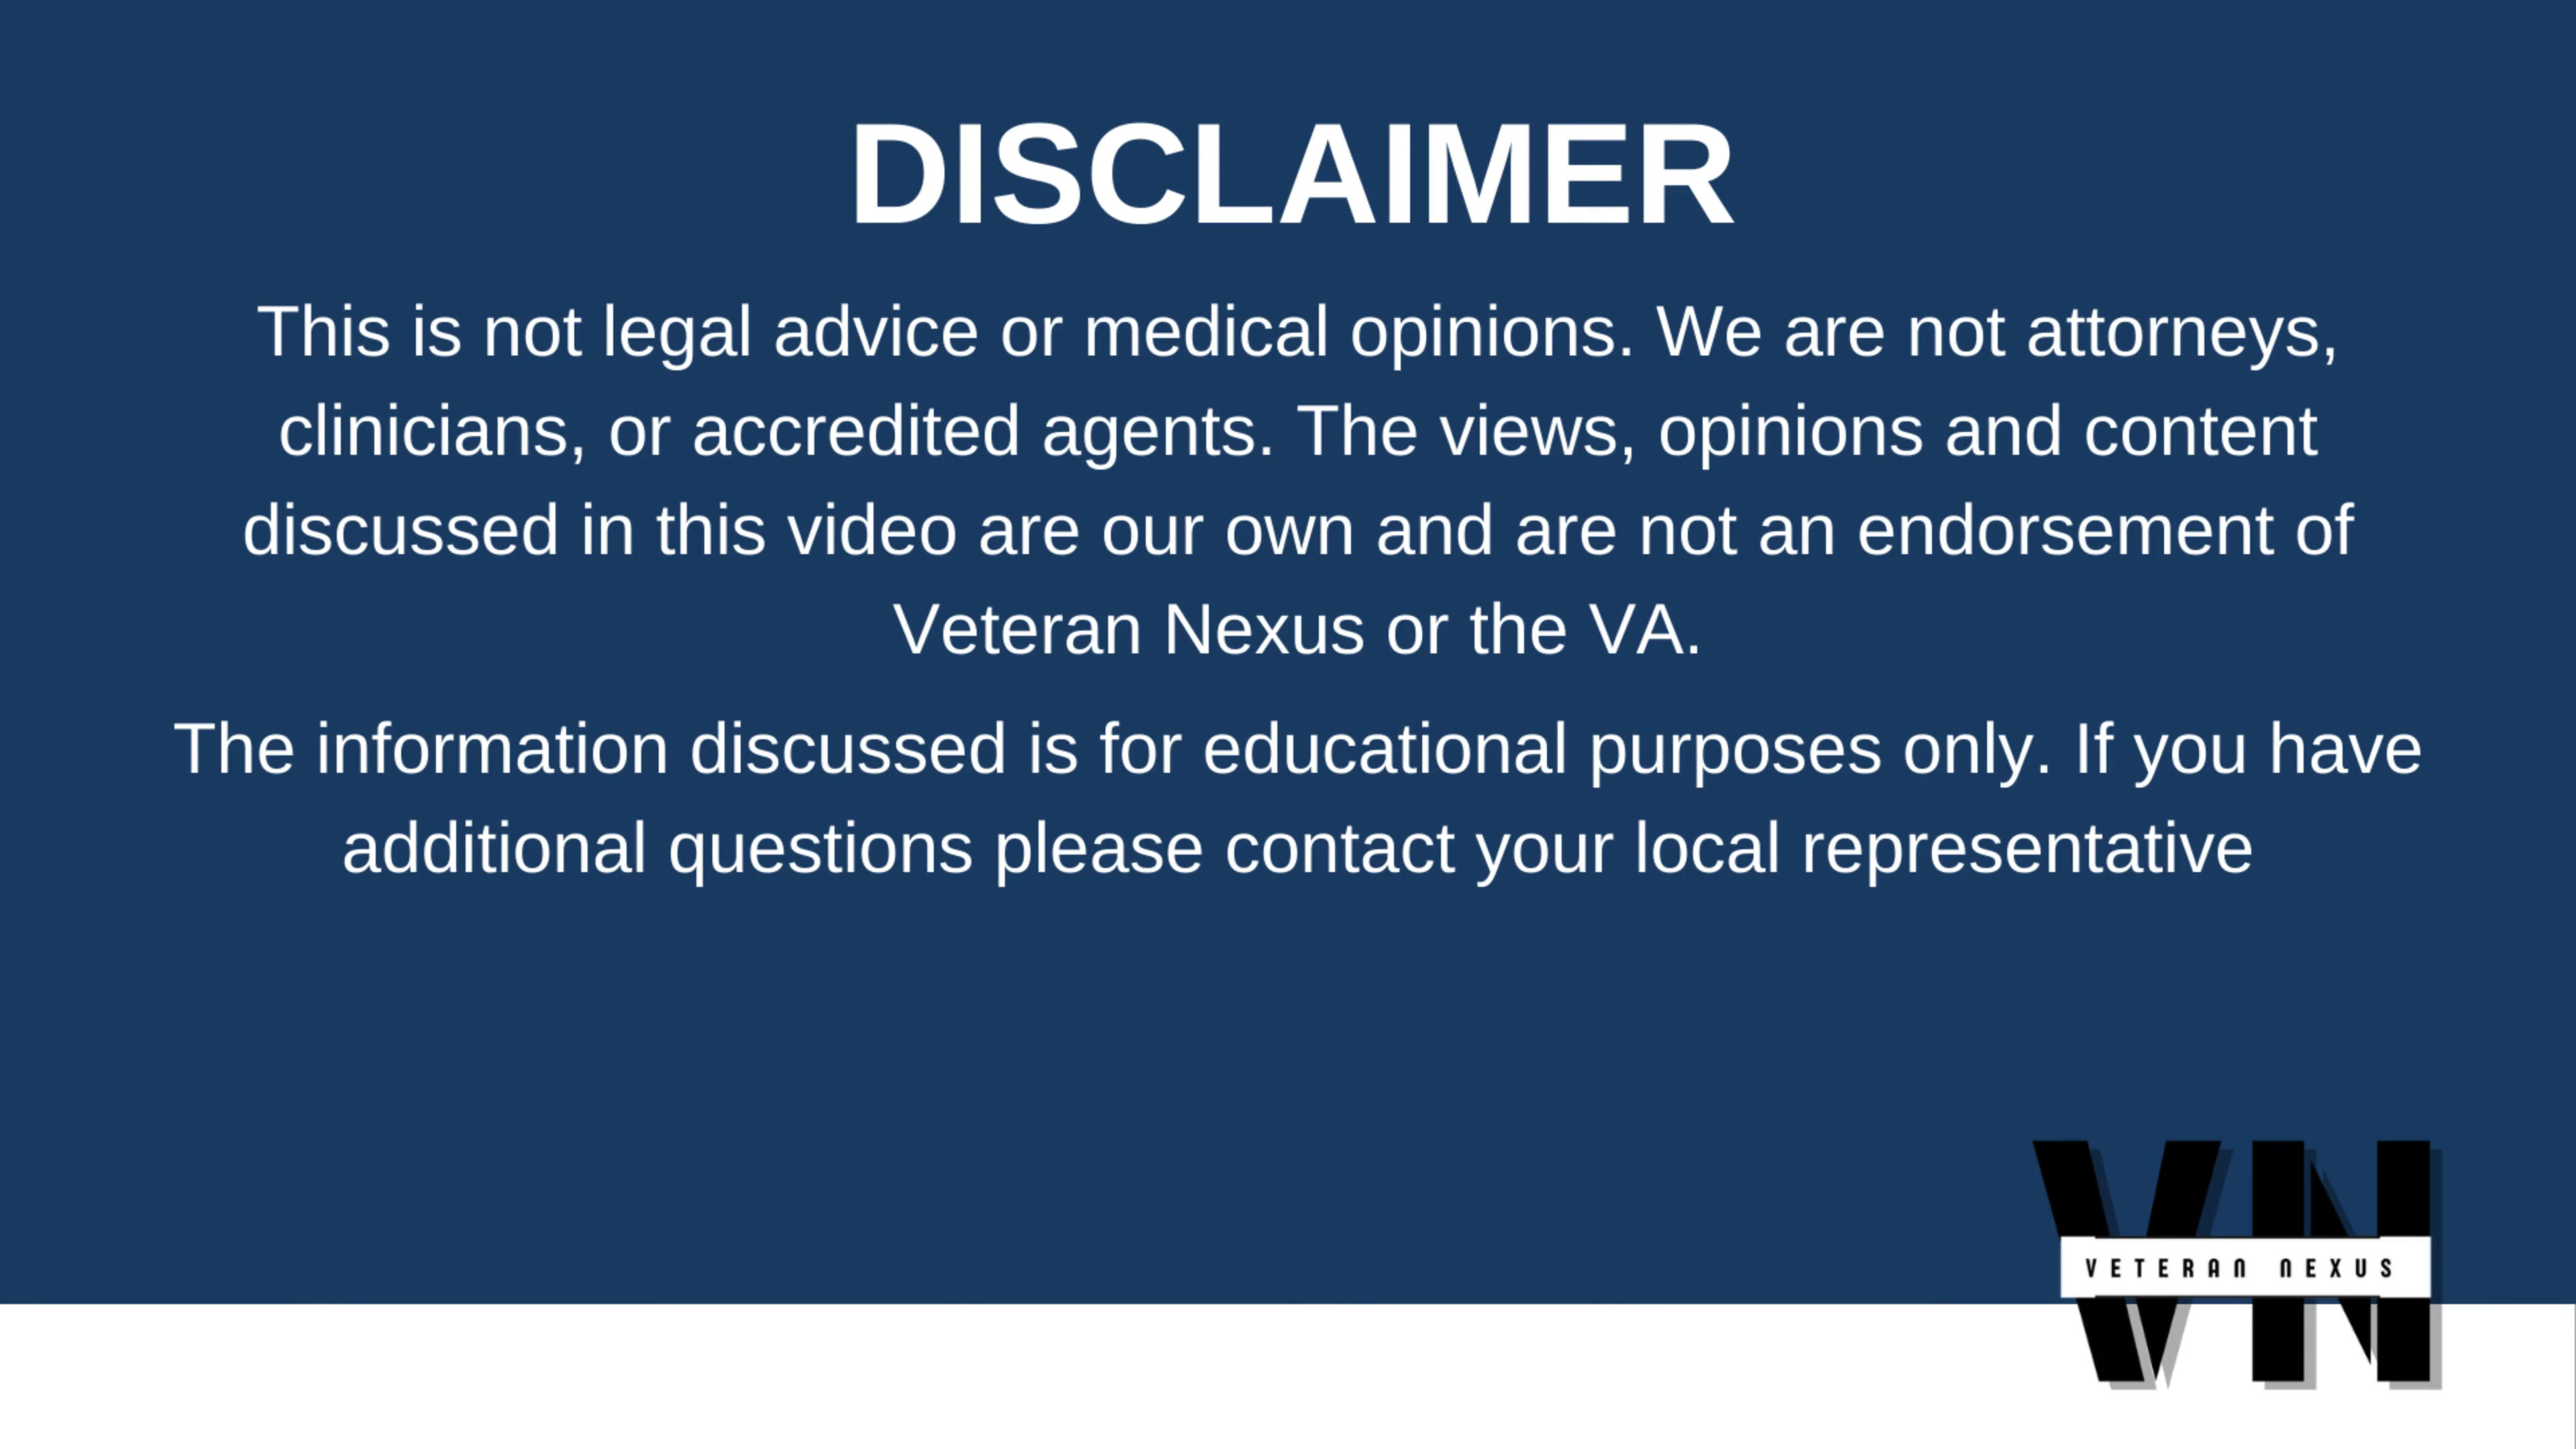 DISCLAIMER
This is not legal advice or medical opinions. We are not attorneys,
clinicians, or accredited agents. The views, opinions and content
discussed in this video are our own and are not an endorsement of
Veteran Nexus or the VA.
The information discussed is for educational purposes only. If you have
additional questions please contact your local representative
VN
VETERAN NEXUS